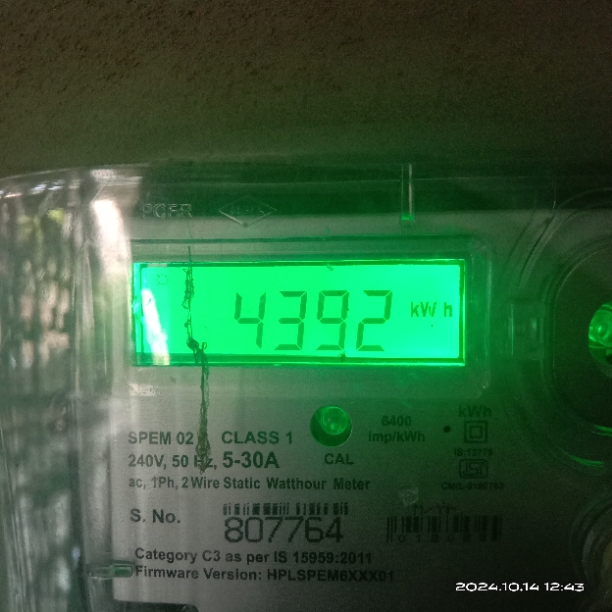 4392 kWh
SPEM 02 CLASS 1
6400 Imp/kWh
kWh
240V, 50 Hz, 5-30A
CAL
ac, 1Ph, 2Wire Static Watthour Meter
S. No. 807764
Category C3 as per IS 15959:2011
Firmware Version: HPLSPEM6XXX01
2024.10.14 12:43